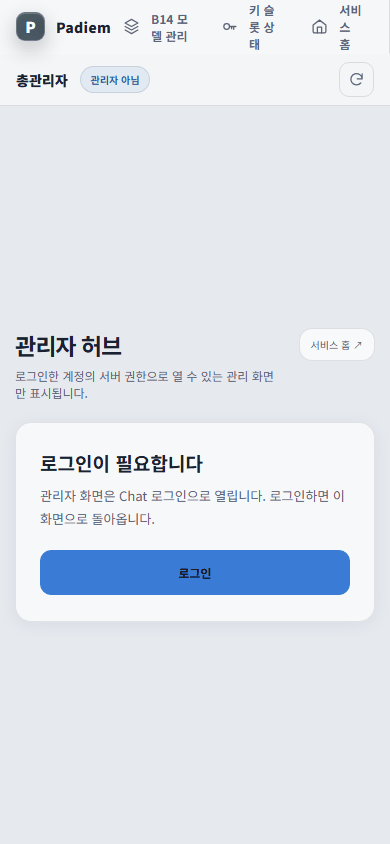 P Padiem
B14 모
델 관리
키 슬
롯 상
태
서비
스
홈
총관리자
관리자 아님
관리자 허브
서비스 홈 ↗
로그인한 계정의 서버 권한으로 열 수 있는 관리 화면
만 표시됩니다.
로그인이 필요합니다
관리자 화면은 Chat 로그인으로 열립니다. 로그인하면 이
화면으로 돌아옵니다.
로그인